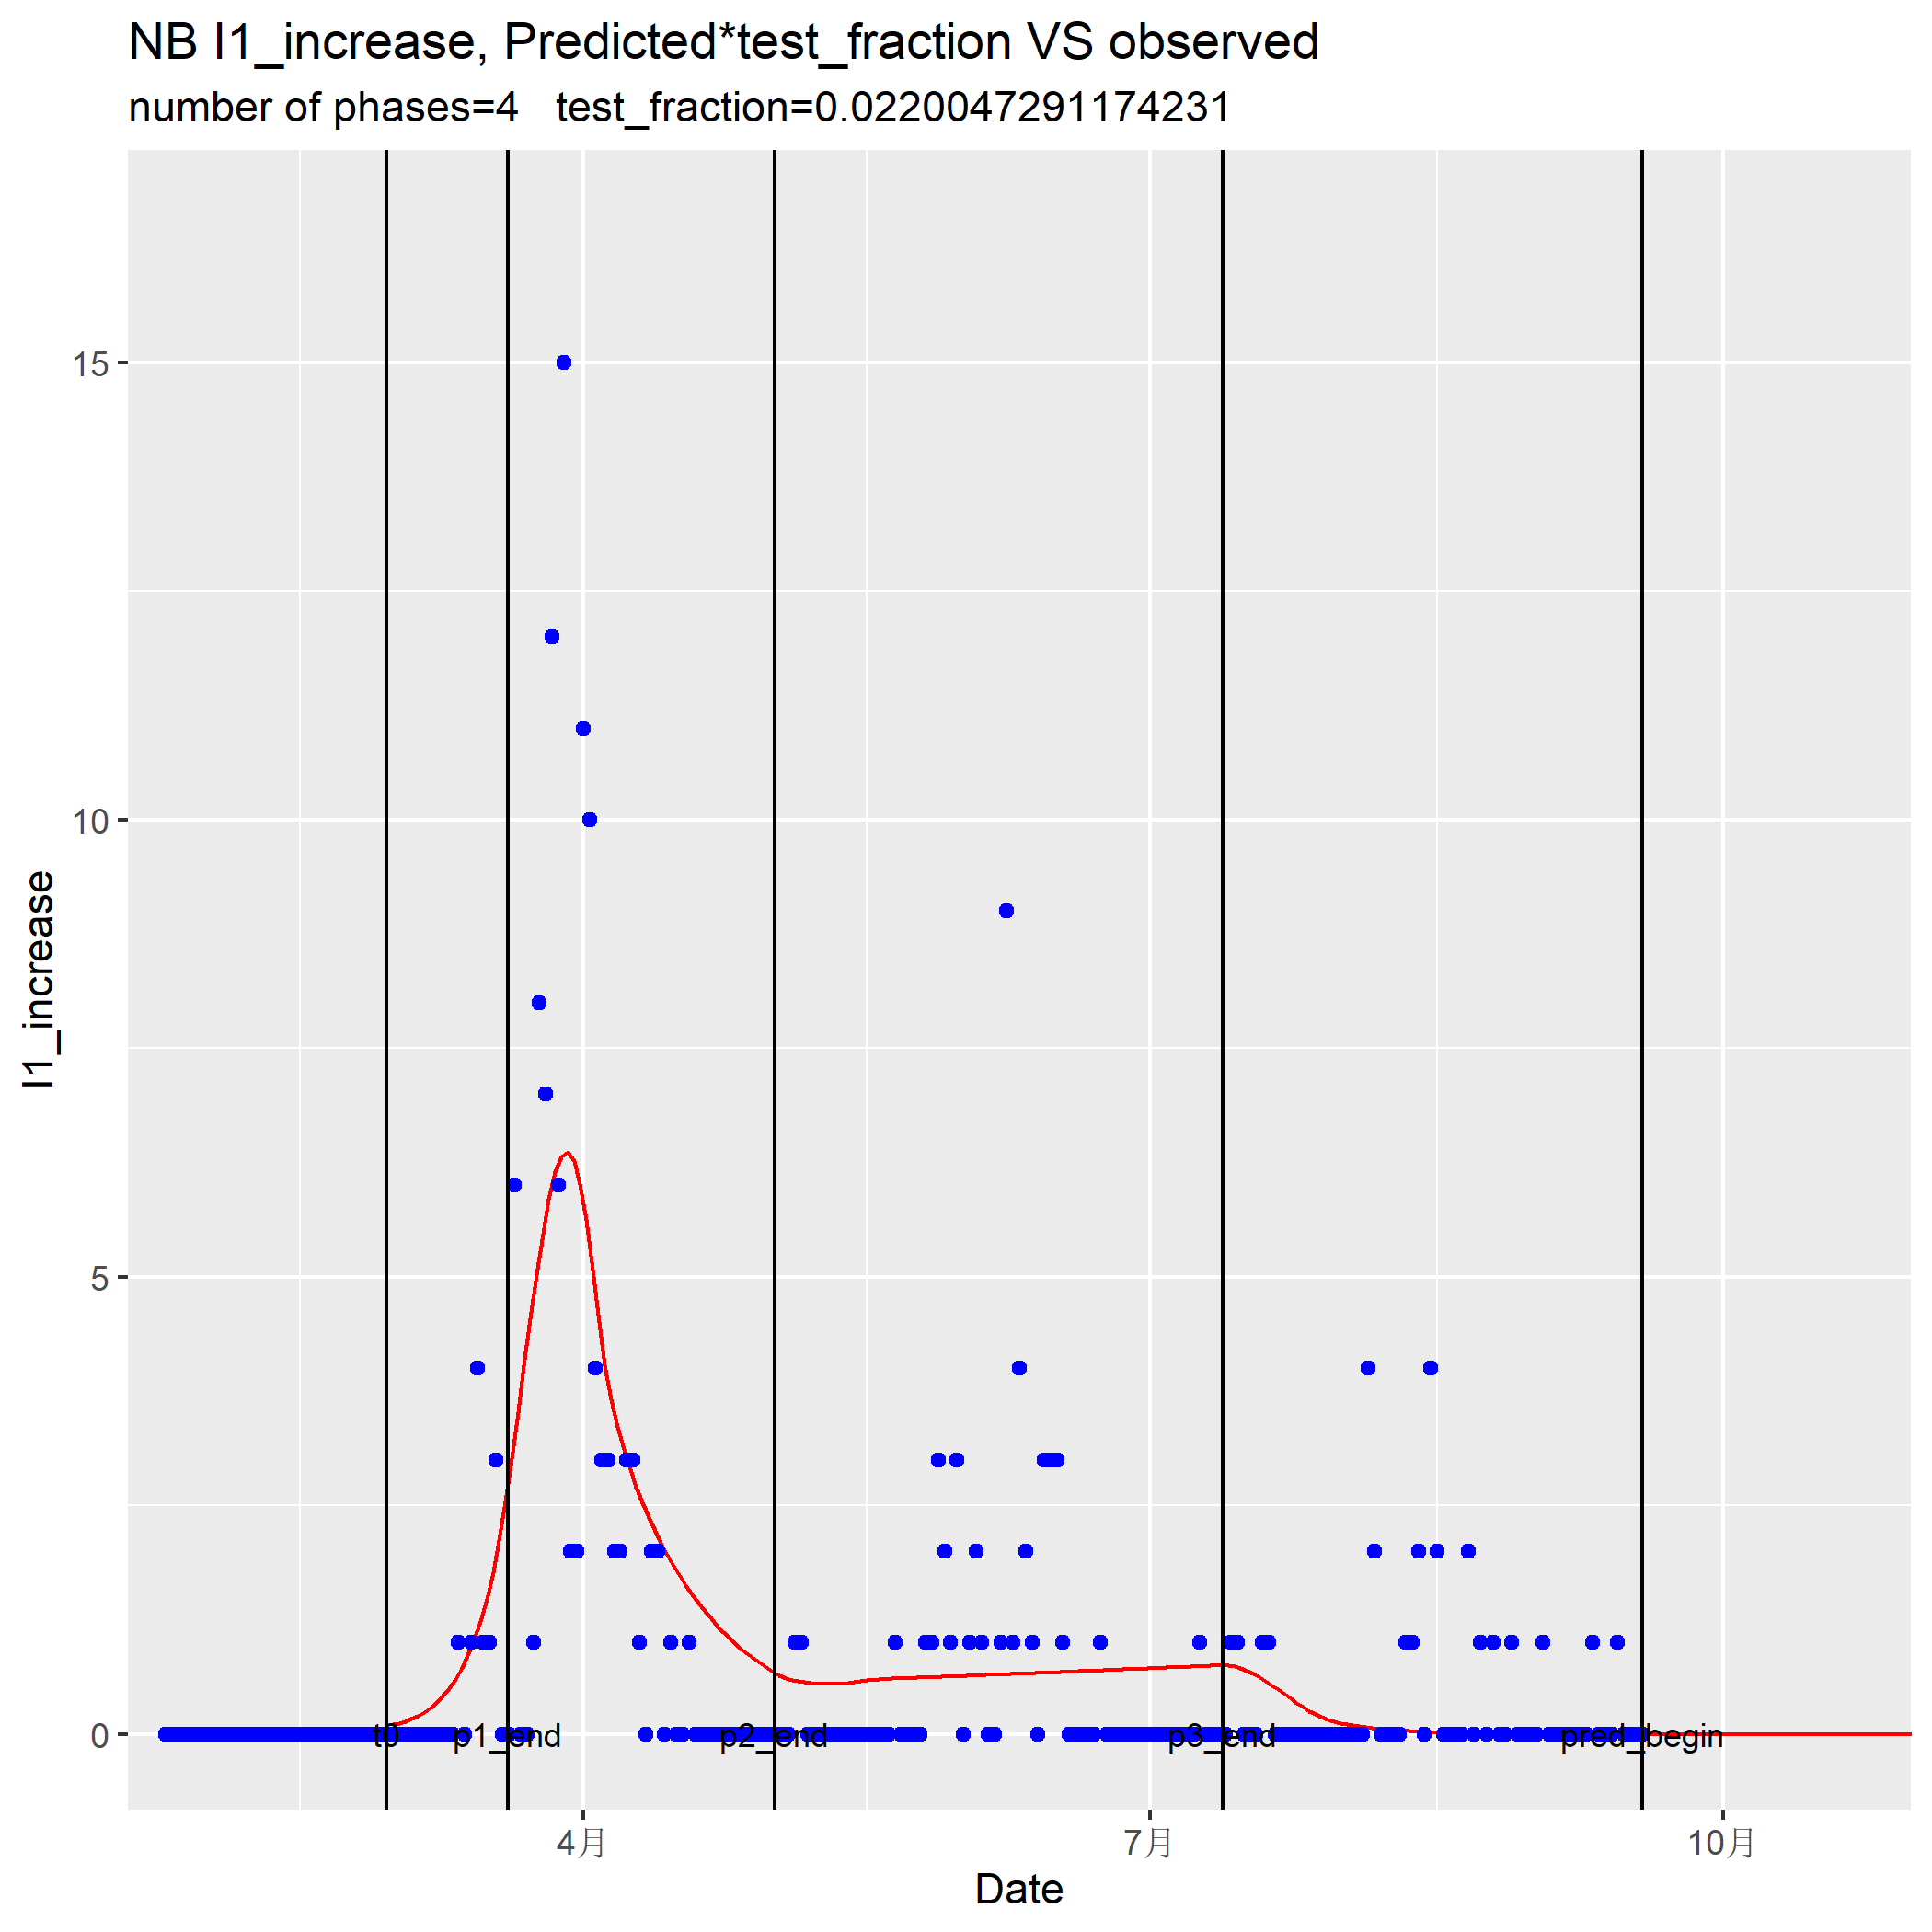 NB I1_increase, Predicted*test_fraction VS observed
number of phases=4   test_fraction=0.0220047291174231
15
10
5
0
I1_increase
t0
p1_end
p2_end
p3_end
pred_begin
4月
7月
10月
Date